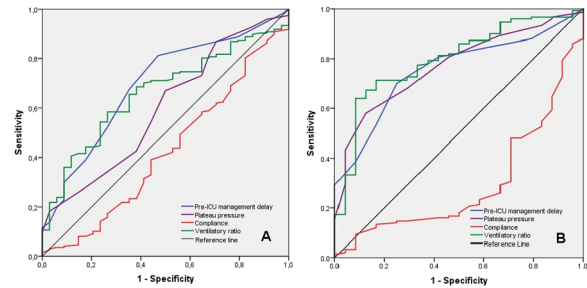 1,0
0,8
0,6
0,4
0,2
0,0
Sensitivity
0,0 0,2 0,4 0,6 0,8 1,0
1 - Specificity
Pre-ICU management delay
Plateau pressure
Compliance
Ventilatory ratio
Reference line
A
1,0
0,8
0,6
0,4
0,2
0,0
Sensitivity
0,0 0,2 0,4 0,6 0,8 1,0
1 - Specificity
Pre-ICU management delay
Plateau pressure
Compliance
Ventilatory ratio
Reference line
B